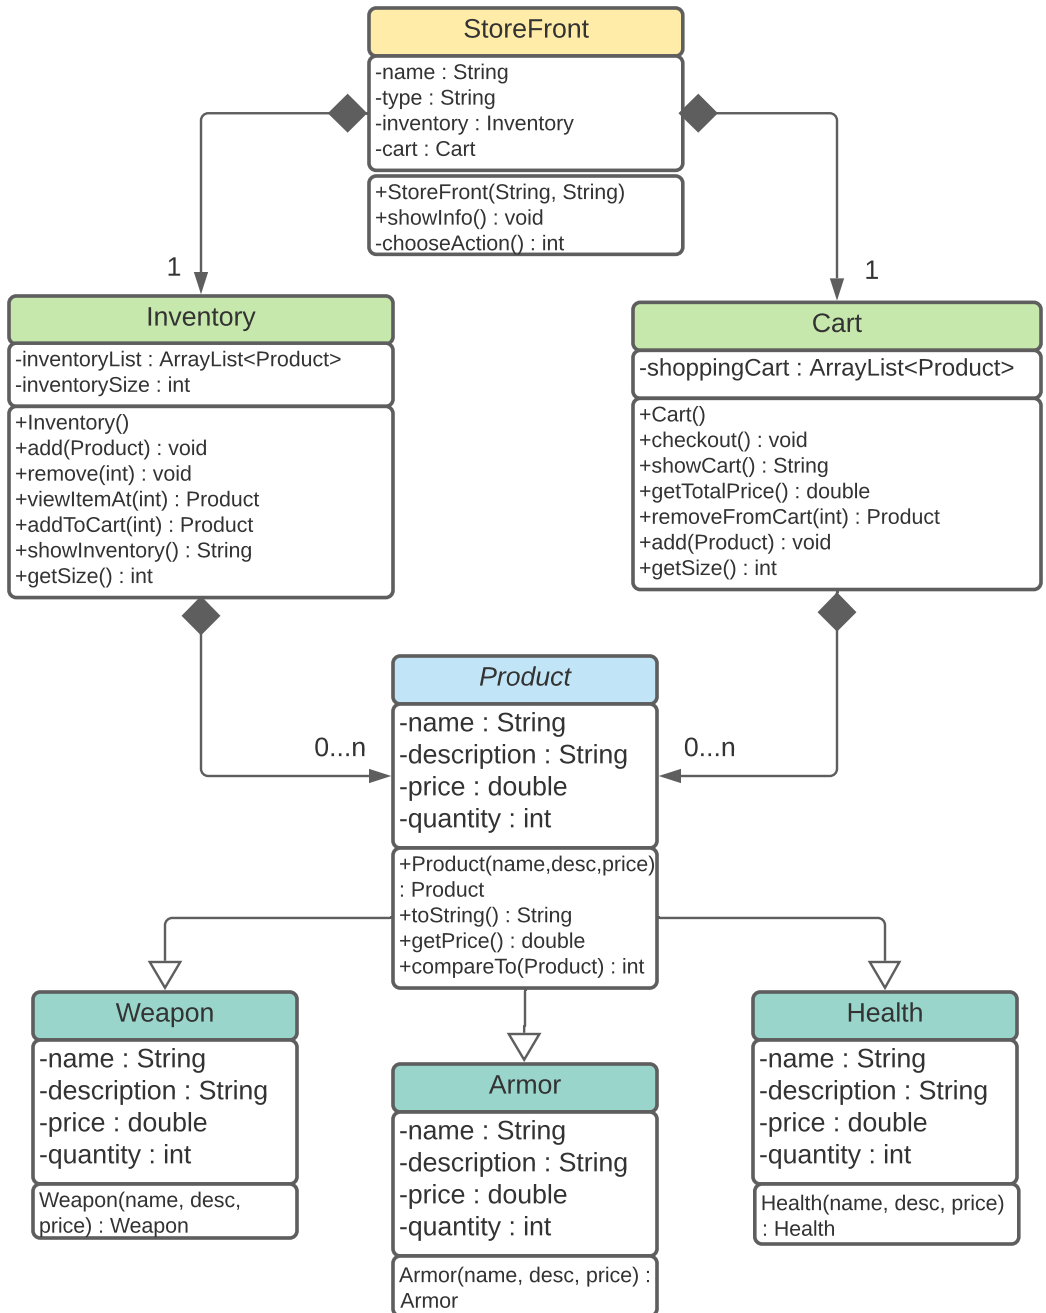 StoreFront
-name : String
-type : String
-inventory : Inventory
-cart : Cart
+StoreFront(String, String)
+showInfo() : void
-chooseAction() : int
1
1
Inventory
-inventoryList : ArrayList<Product>
-inventorySize : int
+Inventory()
+add(Product) : void
+remove(int) : void
+viewItemAt(int) : Product
+addToCart(int) : Product
+showInventory() : String
+getSize() : int
Cart
-shoppingCart : ArrayList<Product>
+Cart()
+checkout() : void
+showCart() : String
+getTotalPrice() : double
+removeFromCart(int) : Product
+add(Product) : void
+getSize() : int
0...n
0...n
Product
-name : String
-description : String
-price : double
-quantity : int
+Product(name,desc,price)
: Product
+toString() : String
+getPrice() : double
+compareTo(Product) : int
Weapon
-name : String
-description : String
-price : double
-quantity : int
Weapon(name, desc,
price) : Weapon
Armor
-name : String
-description : String
-price : double
-quantity : int
Armor(name, desc, price) :
Armor
Health
-name : String
-description : String
-price : double
-quantity : int
Health(name, desc, price)
: Health